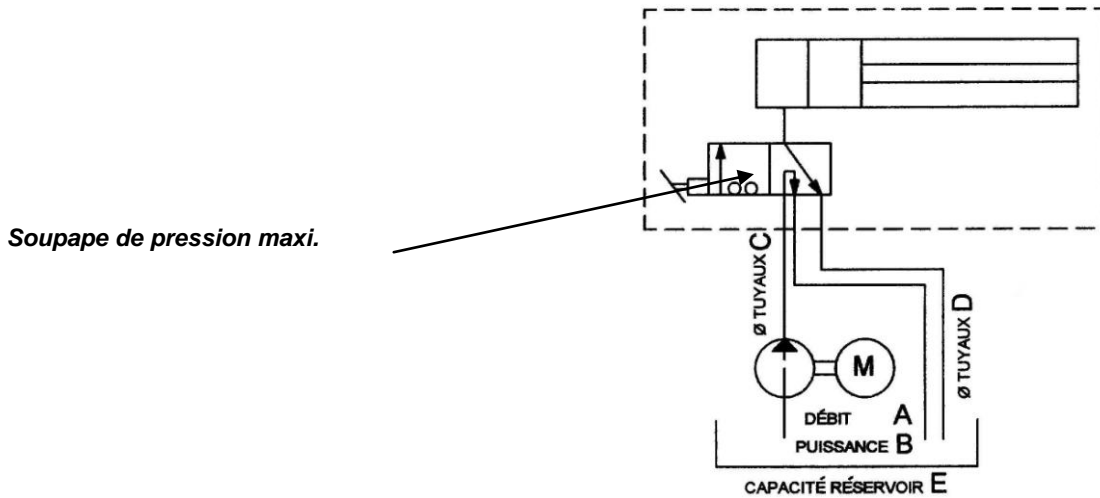 Soupape de pression maxi.
Ø TUYAUX C
Ø TUYAUX D
M
DÉBIT A
PUISSANCE B
CAPACITÉ RÉSERVOIR E